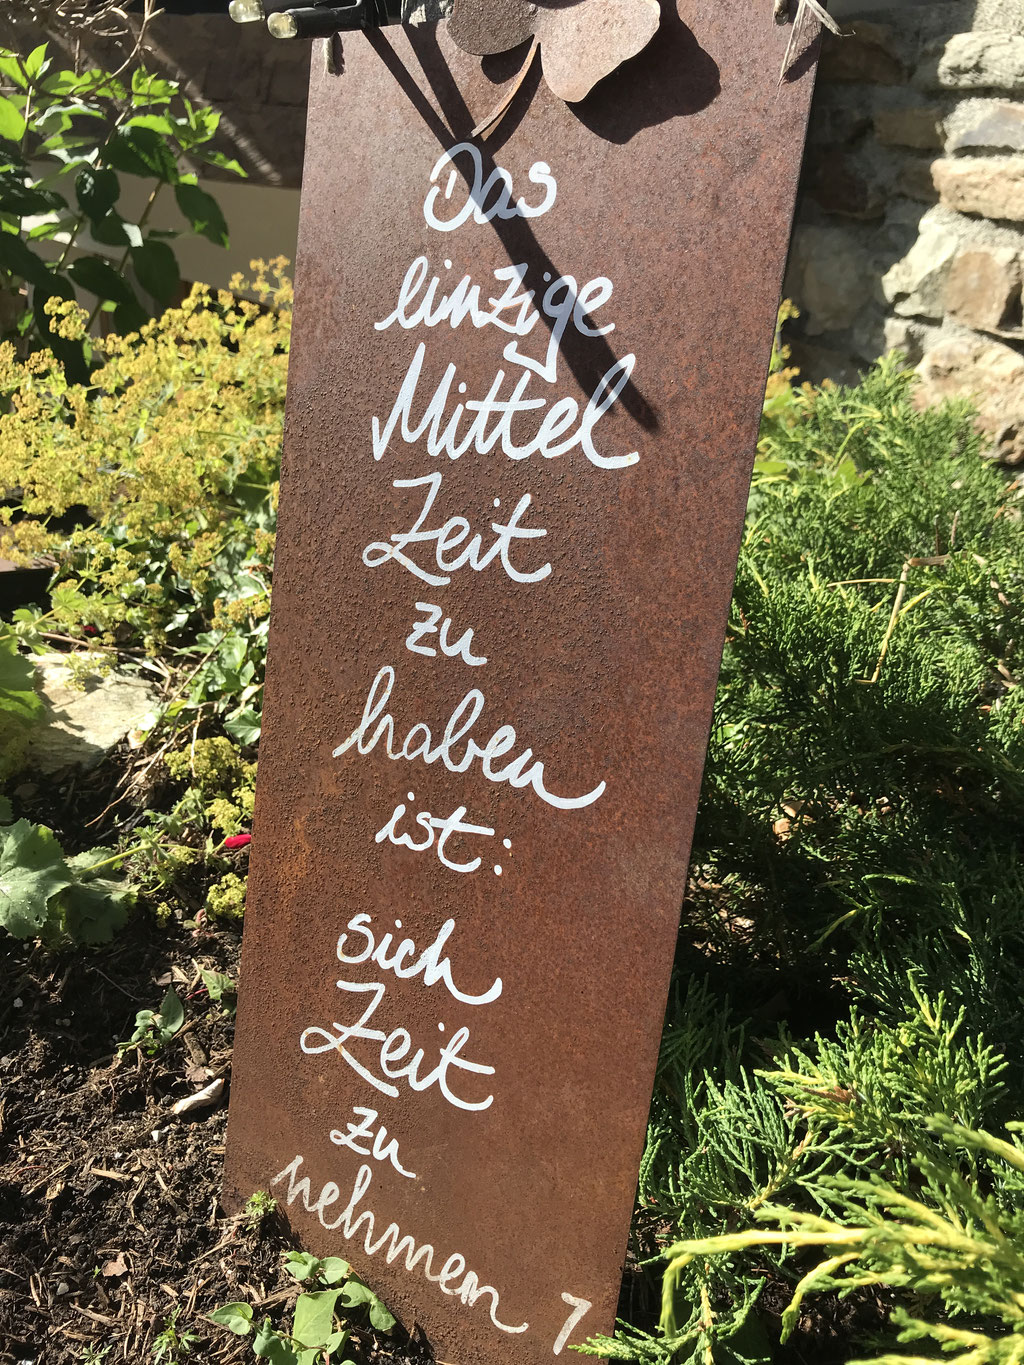 Das
einzige
Mittel
Zeit
zu
haben
ist:
sich
Zeit
zu
nehmen